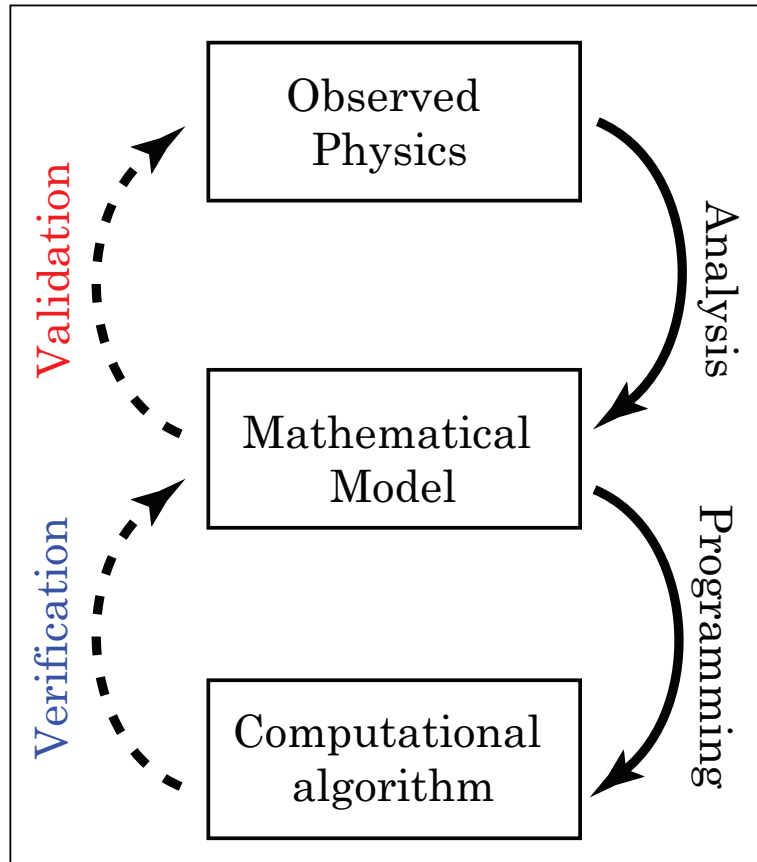 Observed
Physics
Validation
Analysis
Mathematical
Model
Verification
Programming
Computational
algorithm